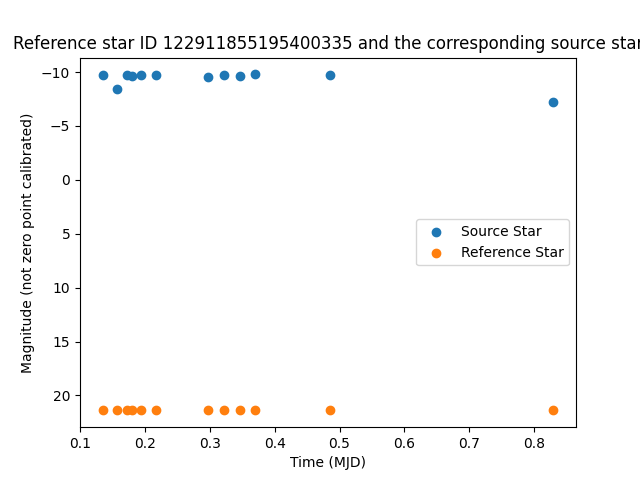 Reference star ID 122911855195400335 and the corresponding source star
Magnitude (not zero point calibrated)
−10
−5
0
5
10
15
20
Source Star
Reference Star
0.1 0.2 0.3 0.4 0.5 0.6 0.7 0.8
Time (MJD)